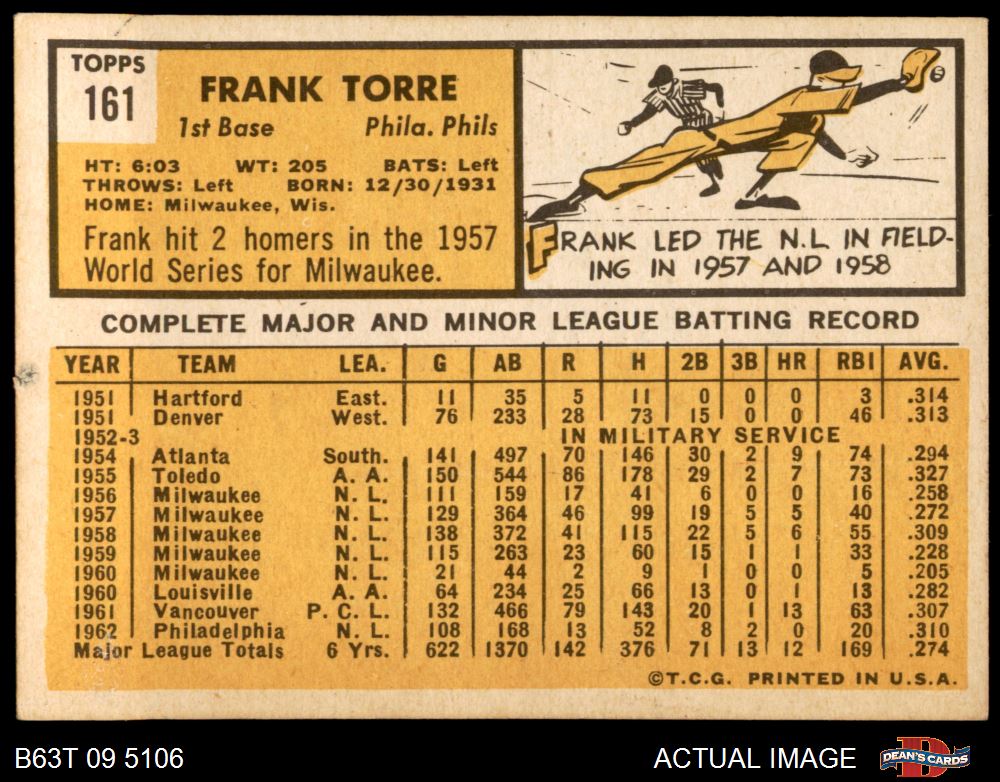 TOPPS
161
FRANK TORRE
1st Base Phila. Phils
HT: 6:03 WT: 205 BATS: Left
THROWS: Left BORN: 12/30/1931
HOME: Milwaukee, Wis.
Frank hit 2 homers in the 1957
World Series for Milwaukee.
FRANK LED THE N.L IN FIELD-
ING IN 1957 AND 1958
COMPLETE MAJOR AND MINOR LEAGUE BATTING RECORD
YEAR TEAM LEA. G AB R H 2B 3B HR RBI AVG.
1951 Hartford East. 11 35 5 11 0 0 0 3 .314
1951 Denver West. 76 233 28 73 15 0 0 46 .313
1952-3 IN MILITARY SERVICE
1954 Atlanta South. 141 497 70 146 30 2 9 74 .294
1955 Toledo A. A. 150 544 86 178 29 2 7 73 .327
1956 Milwaukee N. L. 111 159 17 41 6 0 0 16 .258
1957 Milwaukee N. L. 129 364 46 99 19 5 5 40 .272
1958 Milwaukee N. L. 138 372 41 115 22 5 6 55 .309
1959 Milwaukee N. L. 115 263 23 60 15 1 1 33 .228
1960 Milwaukee N. L. 21 44 2 9 1 0 0 5 .205
1960 Louisville A. A. 64 234 25 66 13 0 1 13 .282
1961 Vancouver P. C. L. 132 466 79 143 20 1 13 63 .307
1962 Philadelphia N. L. 108 168 13 52 8 2 0 20 .310
Major League Totals 6 Yrs. 622 1370 142 376 71 13 12 169 .274
©T.C.G. PRINTED IN U.S.A.
B63T 09 5106 ACTUAL IMAGE DEAN'S CARDS